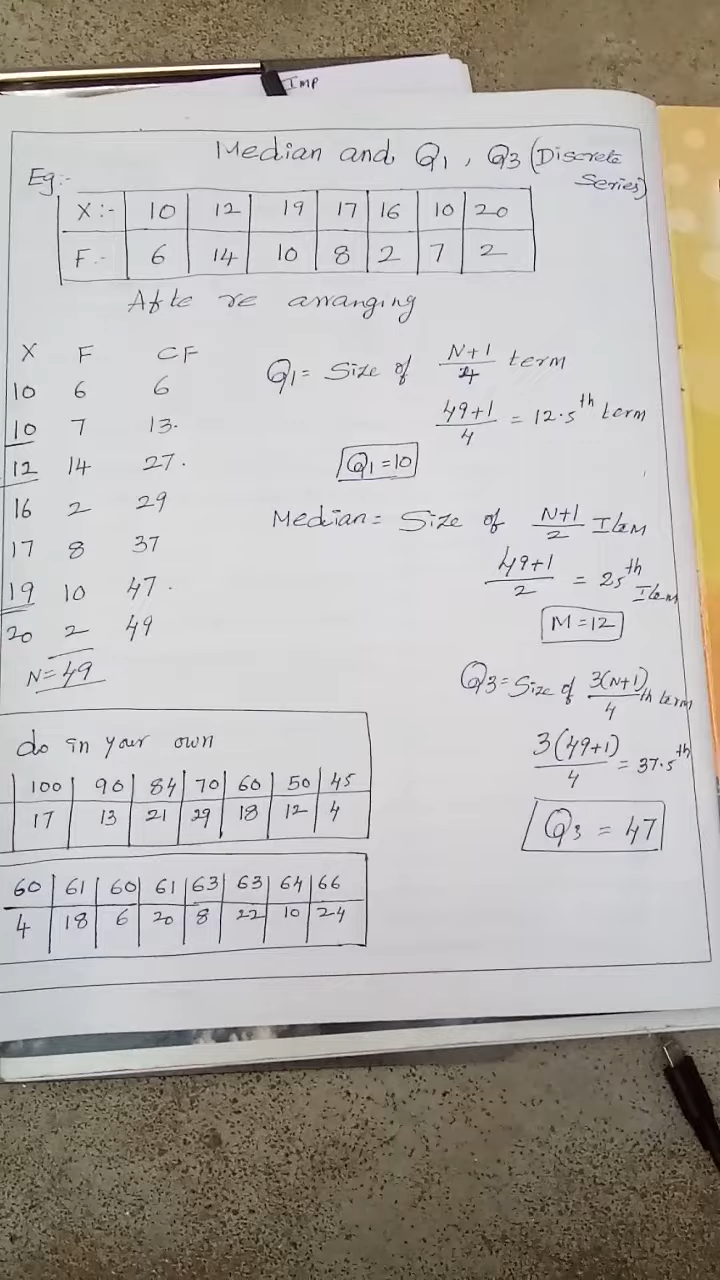 IMP
Median and Q1, Q3 (Discrete Series)
Eg:-
X:- 10 12 19 17 16 10 20
F:- 6 14 10 8 2 7 2
Afte re arranging
X F CF
10 6 6
10 7 13.
12 14 27.
16 2 29
17 8 37
19 10 47.
20 2 49
N=49
Q1= Size of N+1/4 term
49+1/4 = 12.5th term
Q1=10
Median= Size of N+1/2 Item
49+1/2 = 25th Item
M=12
Q3=Size of 3(N+1)/4 th term
3(49+1)/4 = 37.5th
Q3 = 47
do in your own
100 90 84 70 60 50 45
17 13 21 29 18 12 4
60 61 60 61 63 63 64 66
4 18 6 20 8 22 10 24